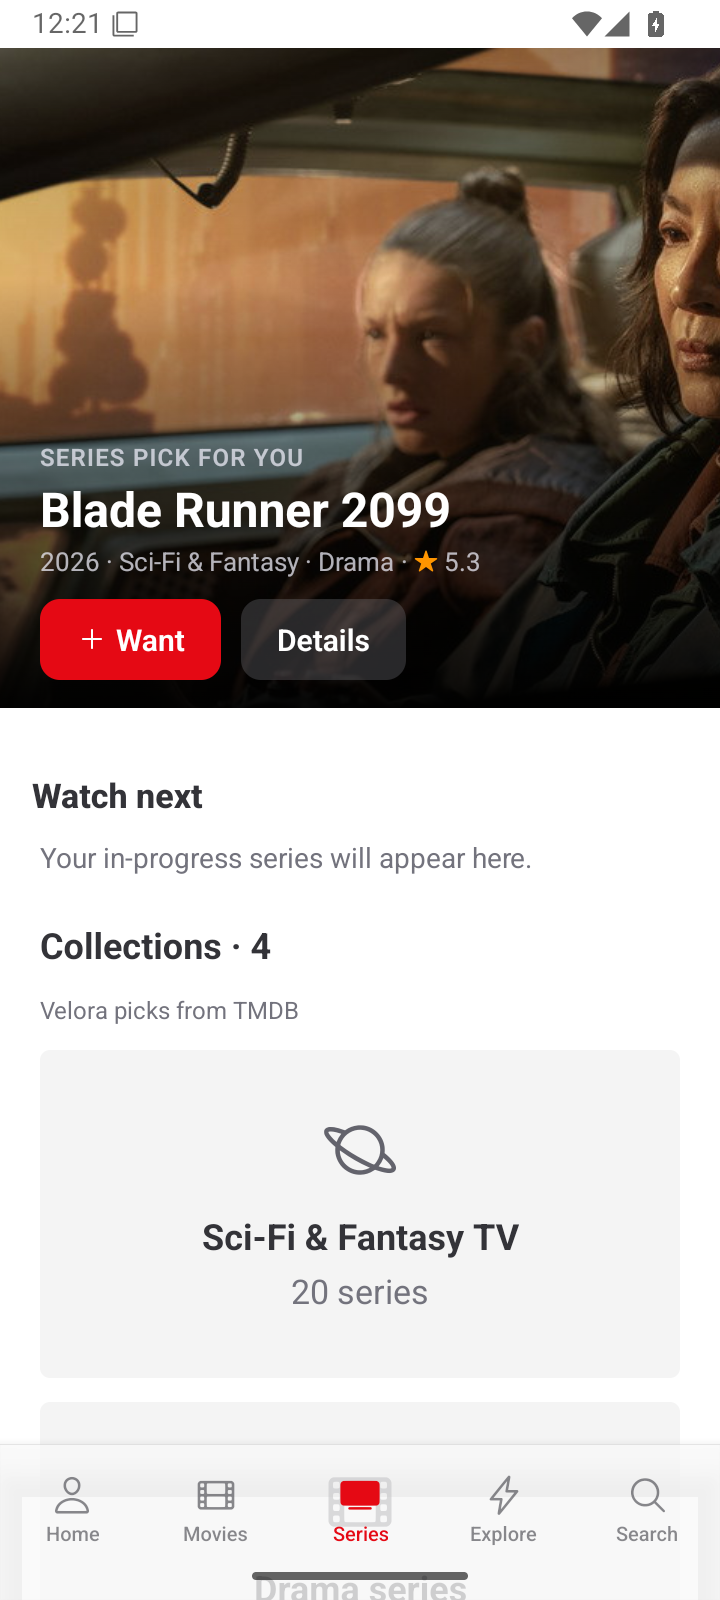 12:21
SERIES PICK FOR YOU
Blade Runner 2099
2026 · Sci-Fi & Fantasy · Drama · ★ 5.3
+ Want
Details
Watch next
Your in-progress series will appear here.
Collections · 4
Velora picks from TMDB
Sci-Fi & Fantasy TV
20 series
Home
Movies
Series
Explore
Search
Drama series